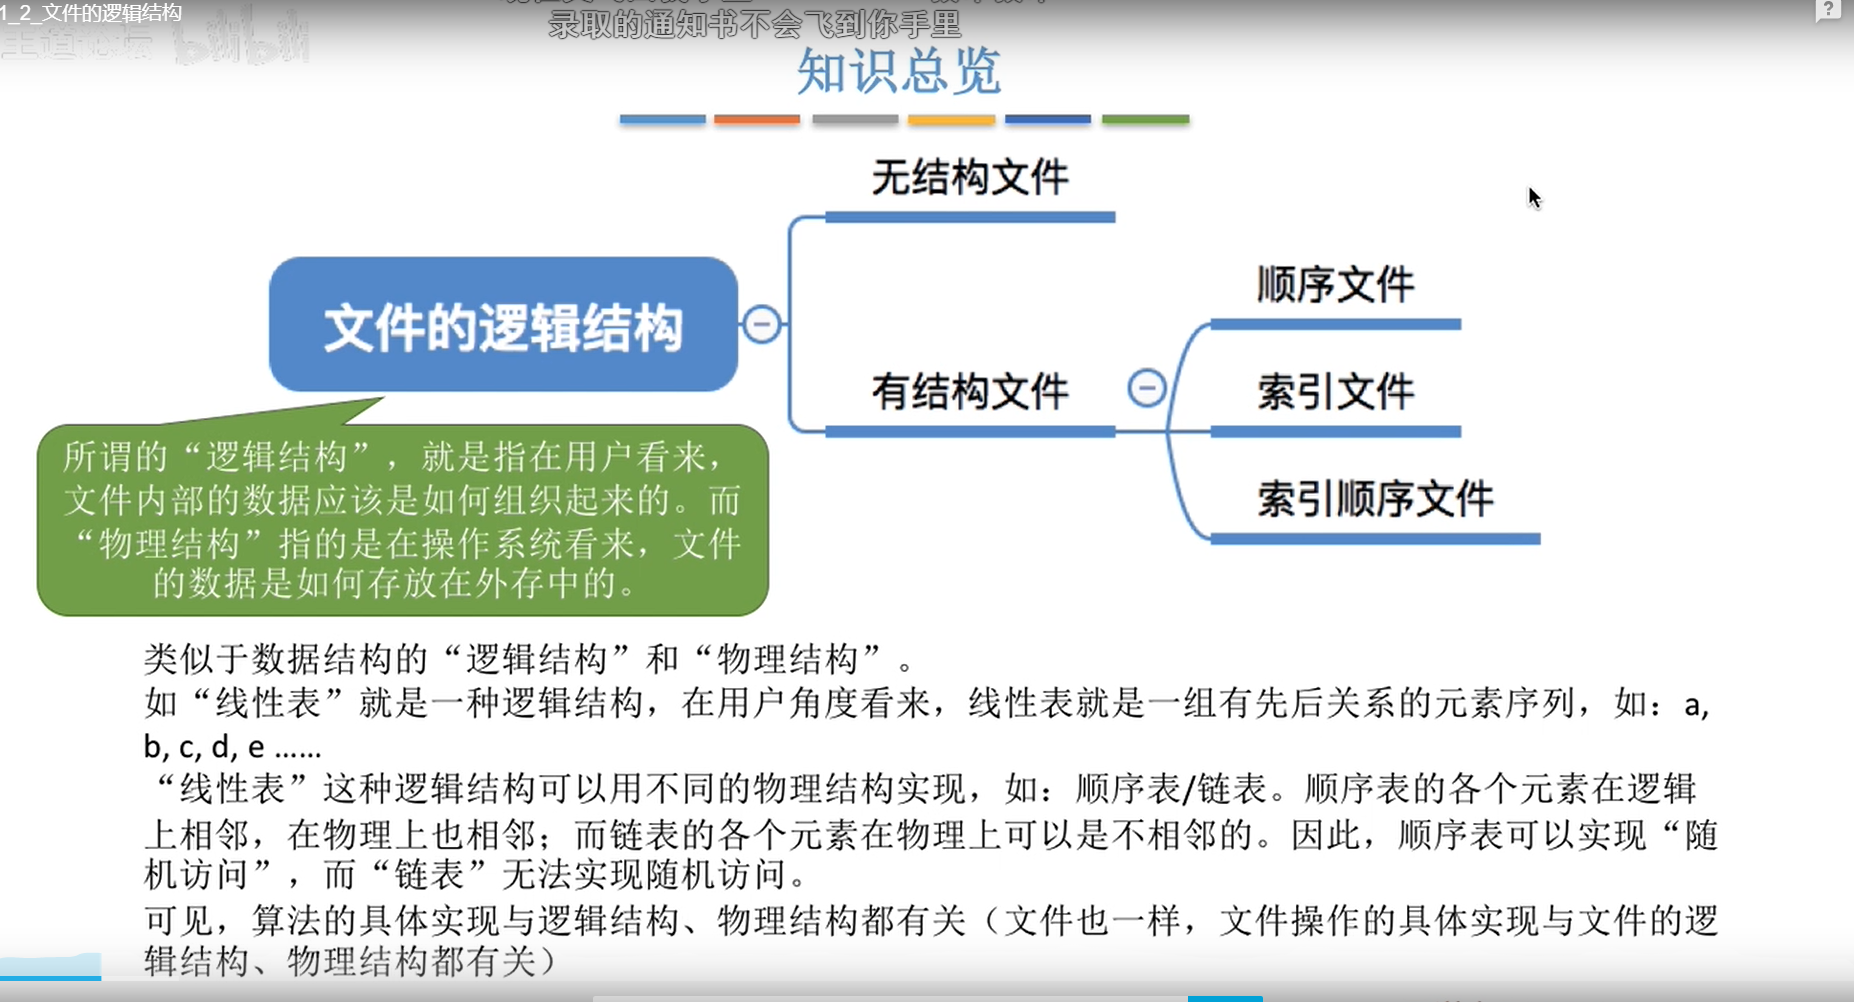 1_2_文件的逻辑结构
录取的通知书不会飞到你手里
王道论坛 bilibili
知识总览
无结构文件
顺序文件
文件的逻辑结构
有结构文件
索引文件
索引顺序文件
所谓的“逻辑结构”，就是指在用户看来，
文件内部的数据应该是如何组织起来的。而
“物理结构”指的是在操作系统看来，文件
的数据是如何存放在外存中的。
类似于数据结构的“逻辑结构”和“物理结构”。
如“线性表”就是一种逻辑结构，在用户角度看来，线性表就是一组有先后关系的元素序列，如：a,
b, c, d, e ......
“线性表”这种逻辑结构可以用不同的物理结构实现，如：顺序表/链表。顺序表的各个元素在逻辑
上相邻，在物理上也相邻；而链表的各个元素在物理上可以是不相邻的。因此，顺序表可以实现“随
机访问”，而“链表”无法实现随机访问。
可见，算法的具体实现与逻辑结构、物理结构都有关（文件也一样，文件操作的具体实现与文件的逻
辑结构、物理结构都有关）